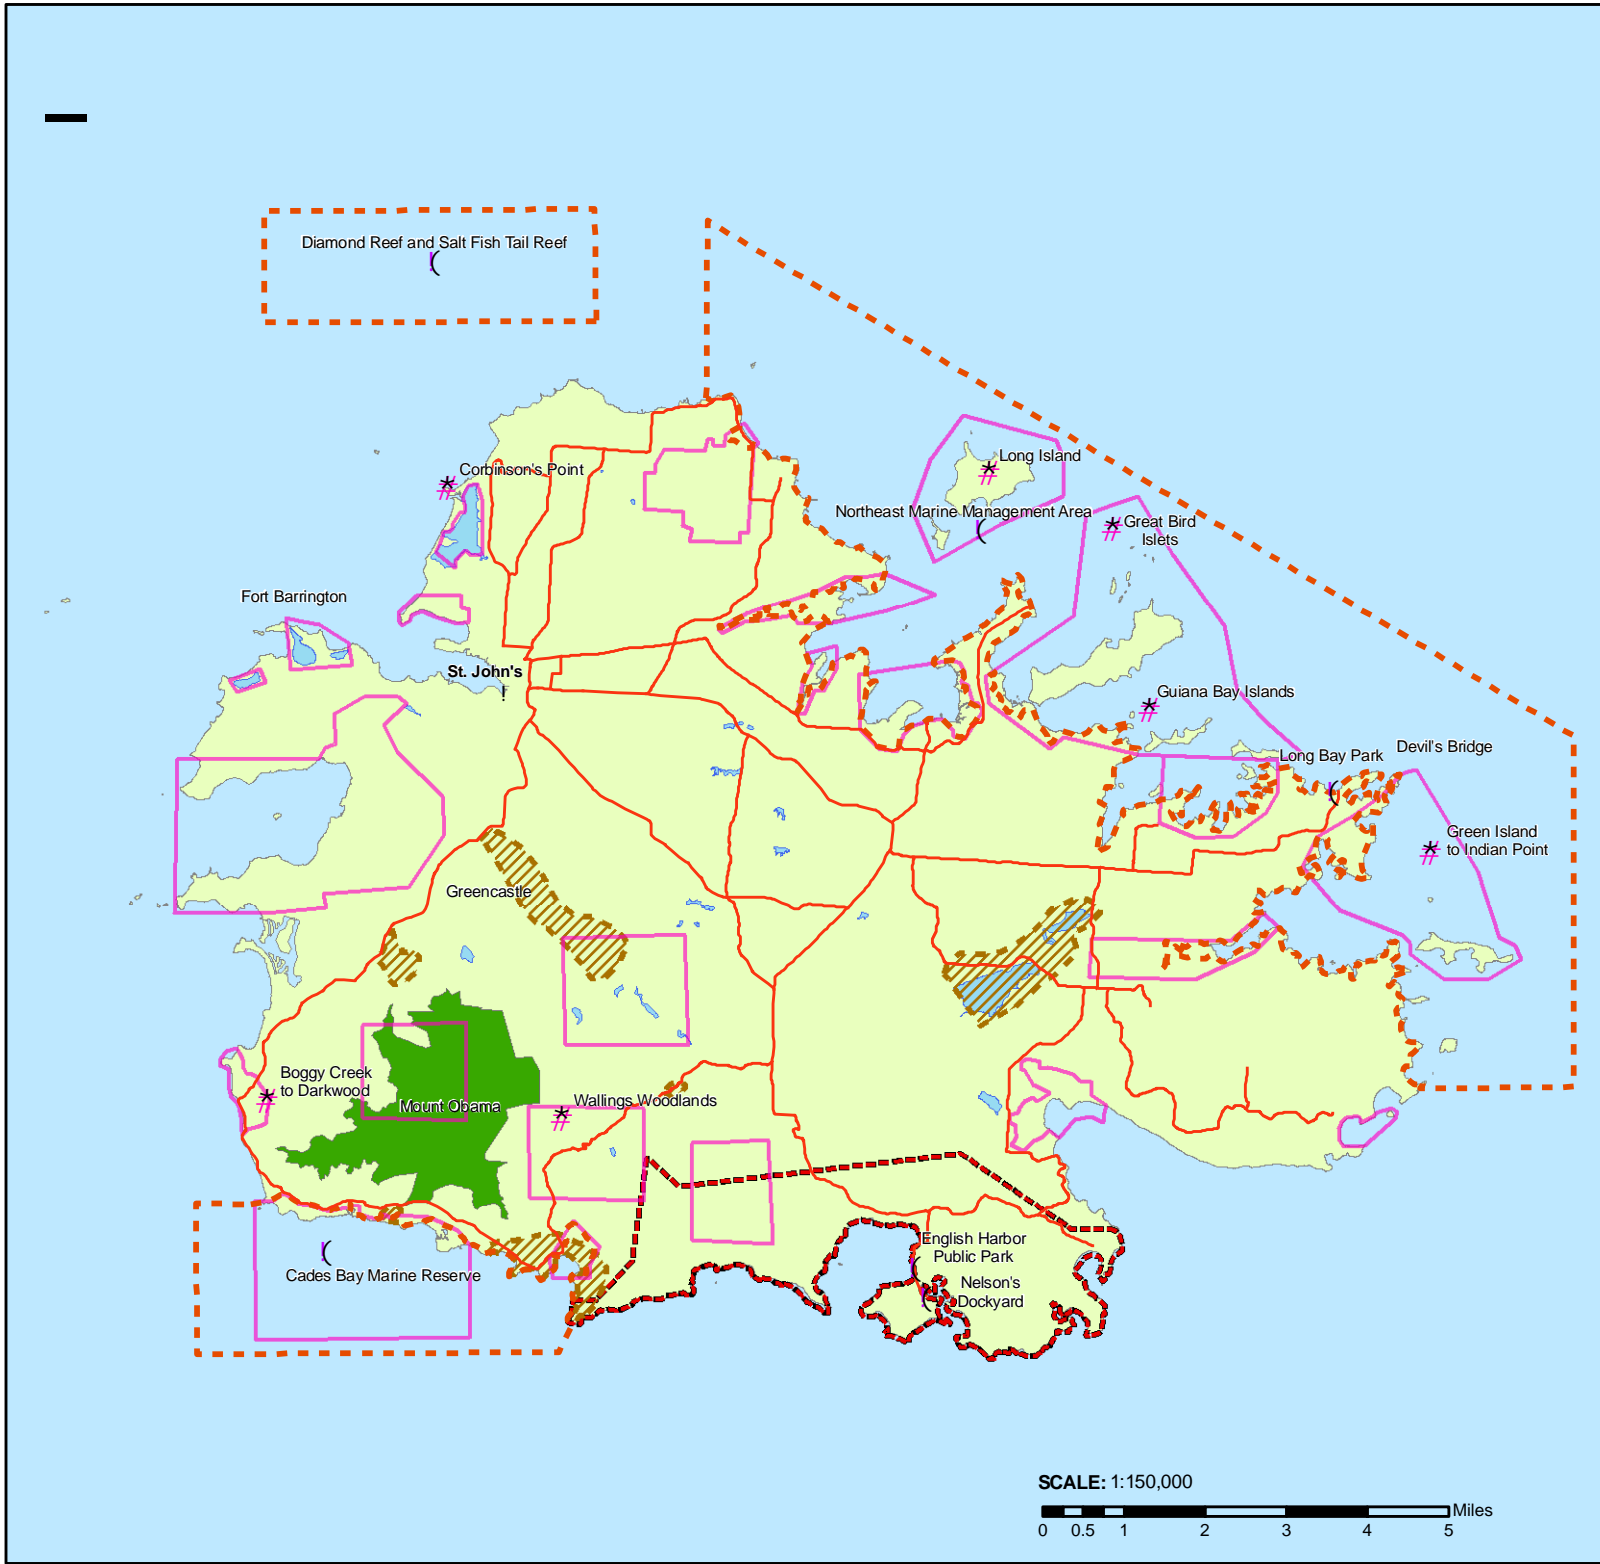 Diamond Reef and Salt Fish Tail Reef
Corbinson's Point
Long Island
Northeast Marine Management Area
Great Bird
Islets
Fort Barrington
St. John's
Guiana Bay Islands
Long Bay Park
Devil's Bridge
Green Island
to Indian Point
Greencastle
Boggy Creek
to Darkwood
Mount Obama
Wallings Woodlands
Cades Bay Marine Reserve
English Harbor
Public Park
Nelson's
Dockyard
SCALE: 1:150,000
Miles
0 0.5 1 2 3 4 5